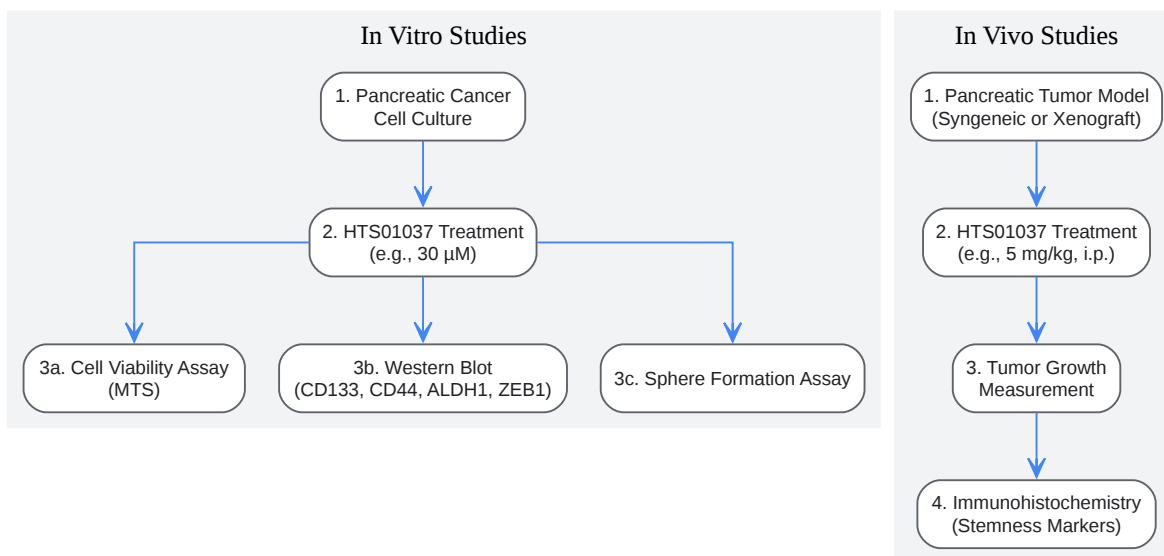 In Vitro Studies
1. Pancreatic Cancer
Cell Culture
2. HTS01037 Treatment
(e.g., 30 µM)
3a. Cell Viability Assay
(MTS)
3b. Western Blot
(CD133, CD44, ALDH1, ZEB1)
3c. Sphere Formation Assay
In Vivo Studies
1. Pancreatic Tumor Model
(Syngeneic or Xenograft)
2. HTS01037 Treatment
(e.g., 5 mg/kg, i.p.)
3. Tumor Growth
Measurement
4. Immunohistochemistry
(Stemness Markers)